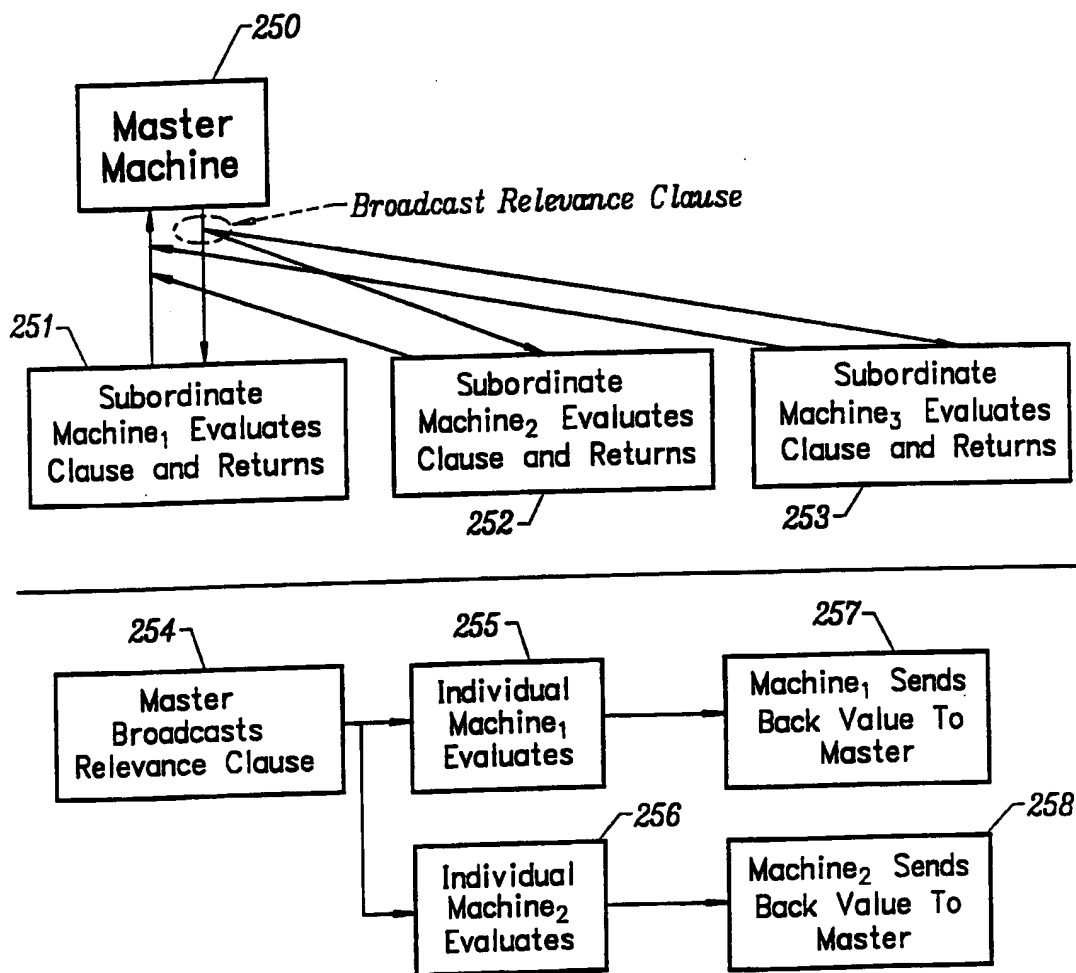 250
Master
Machine
Broadcast Relevance Clause
251
Subordinate
Machine₁ Evaluates
Clause and Returns
Subordinate
Machine₂ Evaluates
Clause and Returns
252
Subordinate
Machine₃ Evaluates
Clause and Returns
253
254
Master
Broadcasts
Relevance Clause
255
Individual
Machine₁
Evaluates
257
Machine₁ Sends
Back Value To
Master
256
Individual
Machine₂
Evaluates
258
Machine₂ Sends
Back Value To
Master